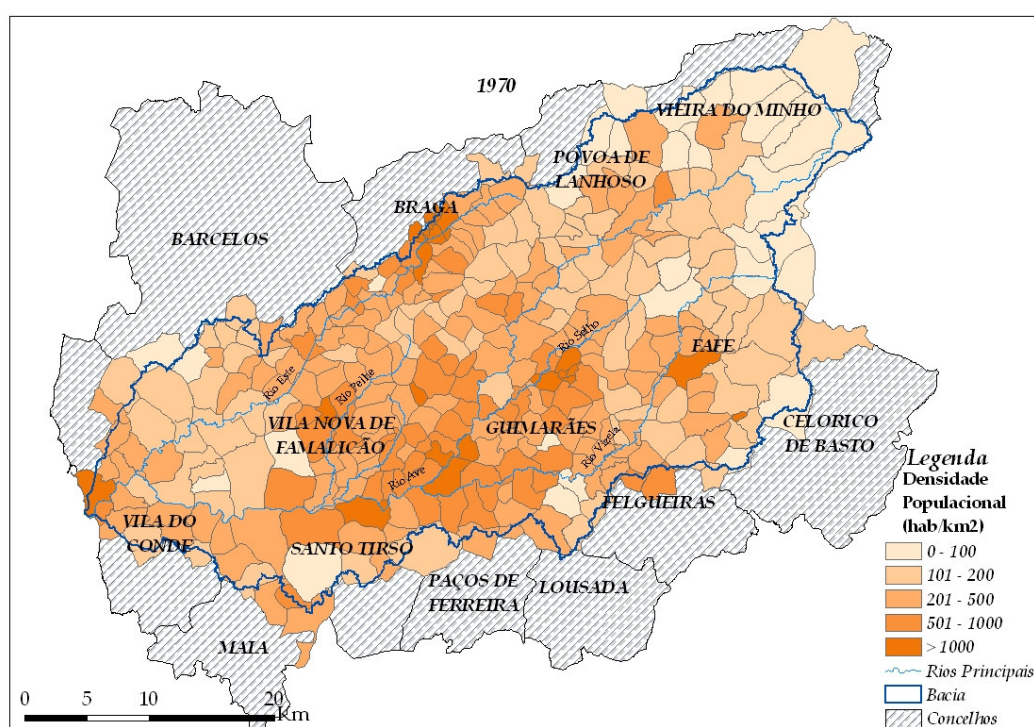 1970
VIEIRA DO MINHO
POVOA DE
LANHOSO
BRAGA
BARCELOS
Rio Selho
FAFE
Rio Este
Rio Pelhe
VILA NOVA DE
FAMALICÃO
GUIMARÃES
CELORICO
DE BASTO
Rio Vizela
Rio Ave
FELGUEIRAS
VILA DO
CONDE
SANTO TIRSO
PAÇOS DE
FERREIRA
LOUSADA
MAIA
Legenda
Densidade
Populacional
(hab/km2)
0 - 100
101 - 200
201 - 500
501 - 1000
> 1000
Rios Principais
Bacia
Concelhos
0 5 10 20
Km